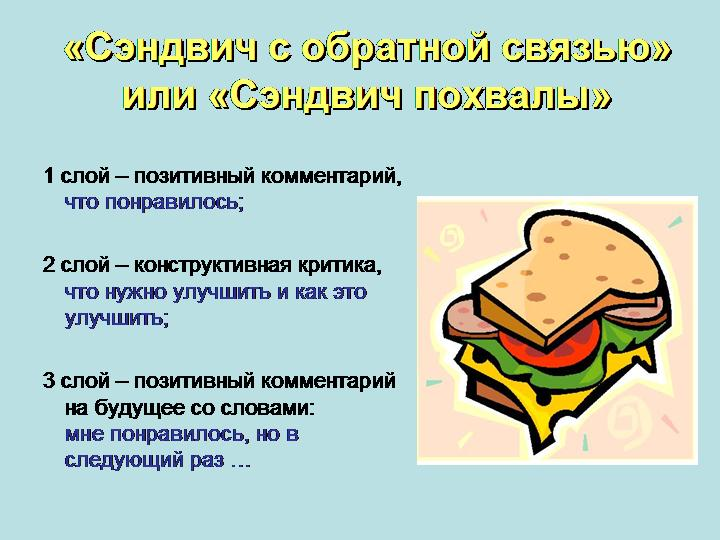 «Сэндвич с обратной связью»
или «Сэндвич похвалы»
1 слой – позитивный комментарий,
что понравилось;
2 слой – конструктивная критика,
что нужно улучшить и как это
улучшить;
3 слой – позитивный комментарий
на будущее со словами:
мне понравилось, но в
следующий раз …